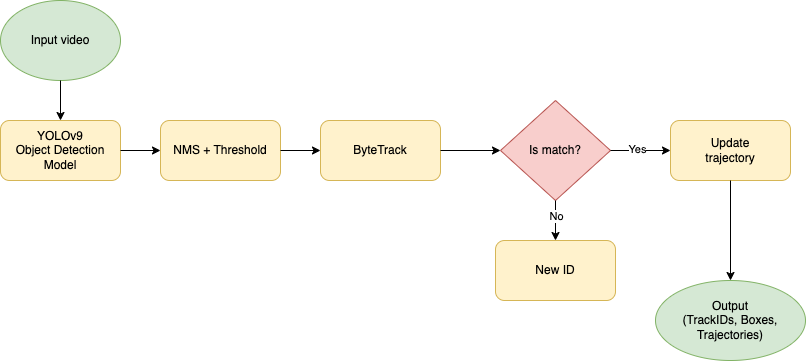 Input video
YOLOv9
Object Detection
Model
NMS + Threshold
ByteTrack
Is match?
Yes
Update
trajectory
No
New ID
Output
(TrackIDs, Boxes,
Trajectories)